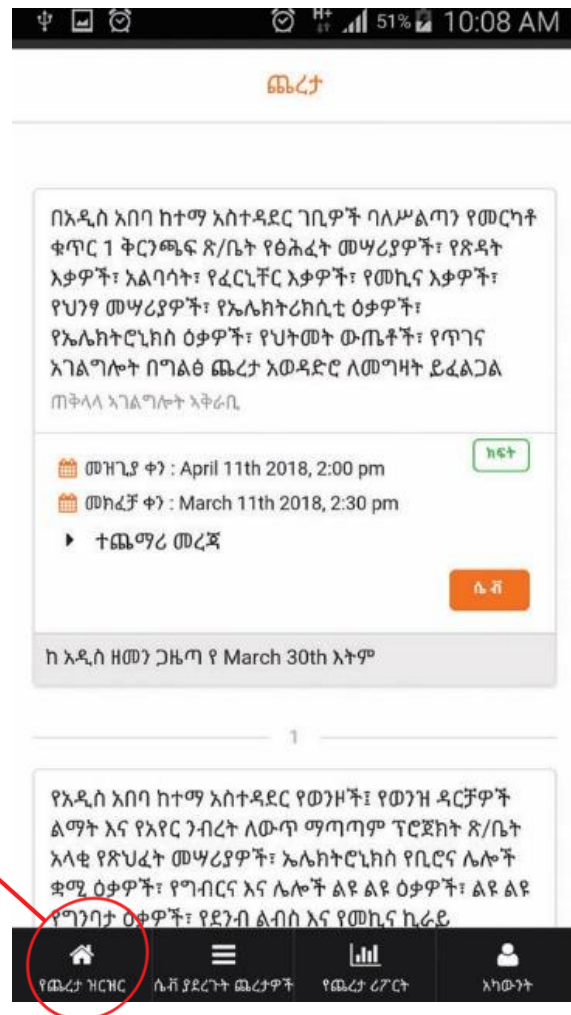 H+ 51% 10:08 AM
ጨረታ
በአዲስ አበባ ከተማ አስተዳደር ገቢዎች ባለሥልጣን የመርካቶ
ቁጥር 1 ቅርንጫፍ ጽ/ቤት የፅሕፈት መሣሪያዎች፣ የጽዳት
እቃዎች፣ አልባሳት፣ የፈርኒቸር እቃዎች፣ የመኪና እቃዎች፣
የህንፃ መሣሪያዎች፣ የኤሌክትሪክሲቲ ዕቃዎች፣
የኤሌክትሮኒክስ ዕቃዎች፣ የህትመት ውጤቶች፣ የጥገና
አገልግሎት በግልፅ ጨረታ አወዳድሮ ለመግዛት ይፈልጋል
ጠቅላላ ኣገልግሎት ኣቅራቢ
ክፍት
መዝጊያ ቀን : April 11th 2018, 2:00 pm
መክፈቻ ቀን : March 11th 2018, 2:30 pm
ተጨማሪ መረጃ
ሴቭ
ከ አዲስ ዘመን ጋዜጣ የ March 30th እትም
1
የአዲስ አበባ ከተማ አስተዳደር የወንዞች፤ የወንዝ ዳርቻዎች
ልማት እና የአየር ንብረት ለውጥ ማጣጣም ፕሮጀክት ጽ/ቤት
አላቂ የጽህፈት መሣሪያዎች፣ ኤሌክትሮኒክስ የቢሮና ሌሎች
ቋሚ ዕቃዎች፣ የግብርና እና ሌሎች ልዩ ልዩ ዕቃዎች፣ ልዩ ልዩ
የግንባታ ዕቃዎች፣ የደንብ ልብስ እና የመኪና ኪራይ
የጨረታ ዝርዝር ሴቭ ያደረጉት ጨረታዎች የጨረታ ሪፖርት አካውንት